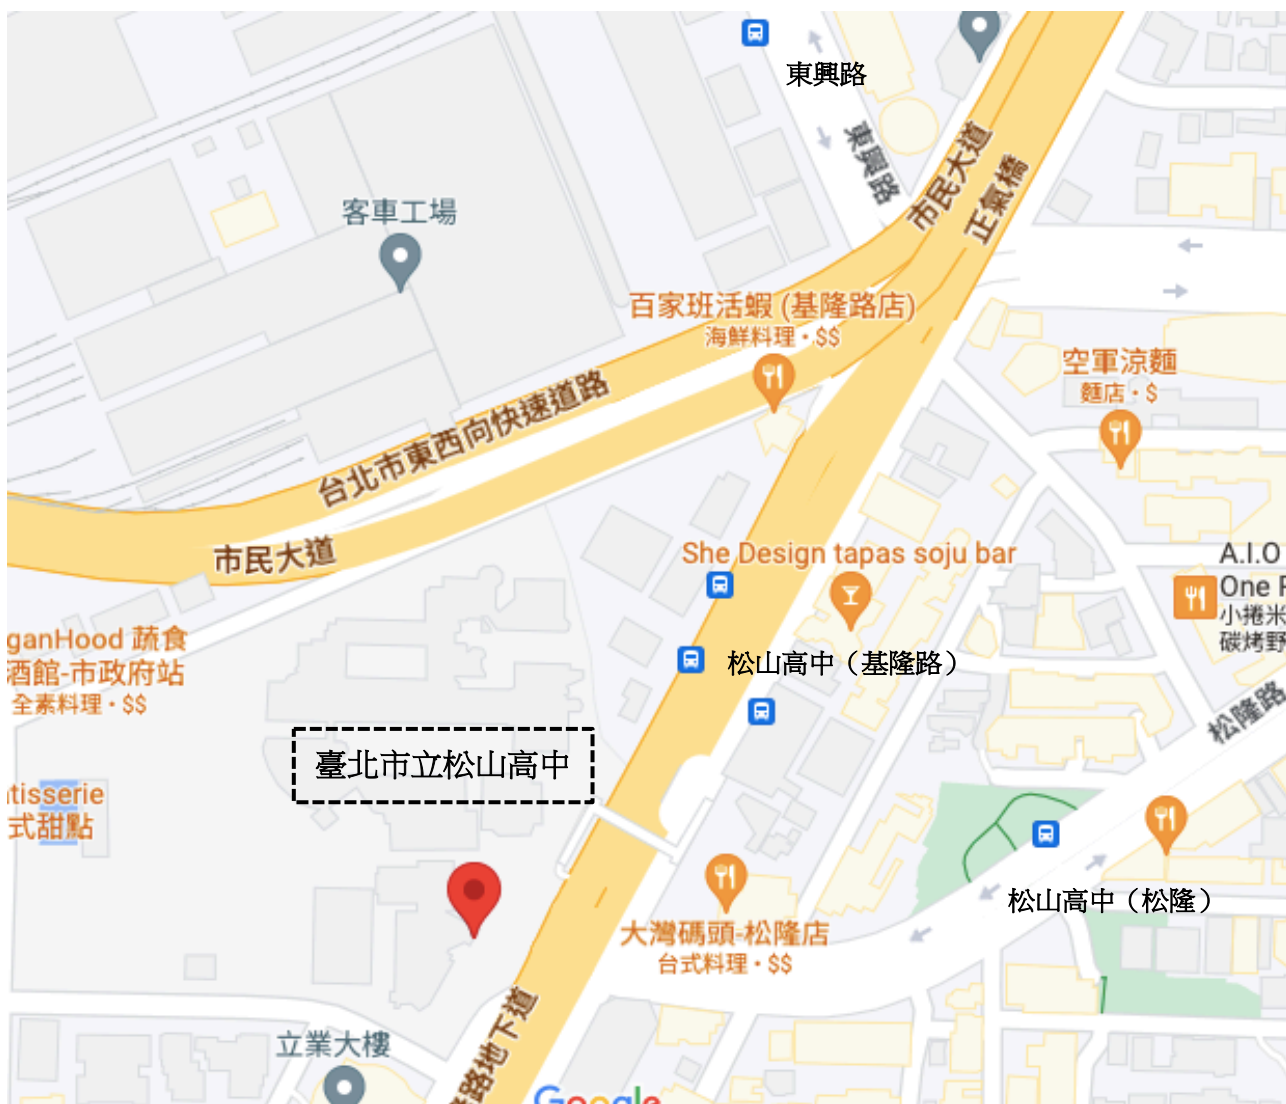 東興路
東興路
市民大道
正氣橋
客車工場
百家班活蝦 (基隆路店)
海鮮料理・$$
空軍涼麵
麵店・$
台北市東西向快速道路
市民大道
She Design tapas soju bar
A.I.O
One
小捲米
碳烤野
ganHood 蔬食
酒館-市政府站
全素料理・$$
松山高中（基隆路）
松隆路
臺北市立松山高中
tisserie
式甜點
松山高中（松隆）
大灣碼頭-松隆店
台式料理・$$
路地下道
立業大樓
Google